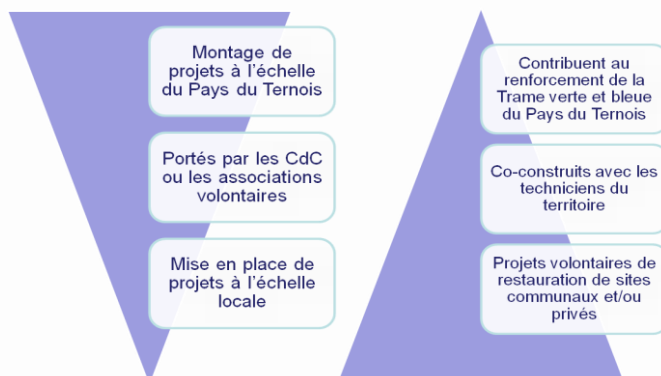 Montage de
projets à l'échelle
du Pays du Ternois
Portés par les CdC
ou les associations
volontaires
Mise en place de
projets à l'échelle
locale
Contribuent au
renforcement de la
Trame verte et bleue
du Pays du Ternois
Co-construits avec les
techniciens du
territoire
Projets volontaires de
restauration de sites
communaux et/ou
privés